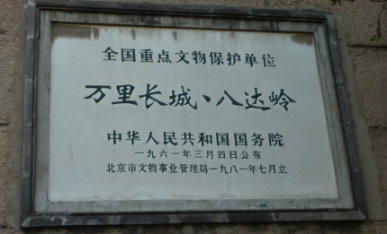 全国重点文物保护单位
万里长城、八达岭
中华人民共和国国务院
一九六一年三月四日公布
北京市文物事业管理局一九八一年七月立